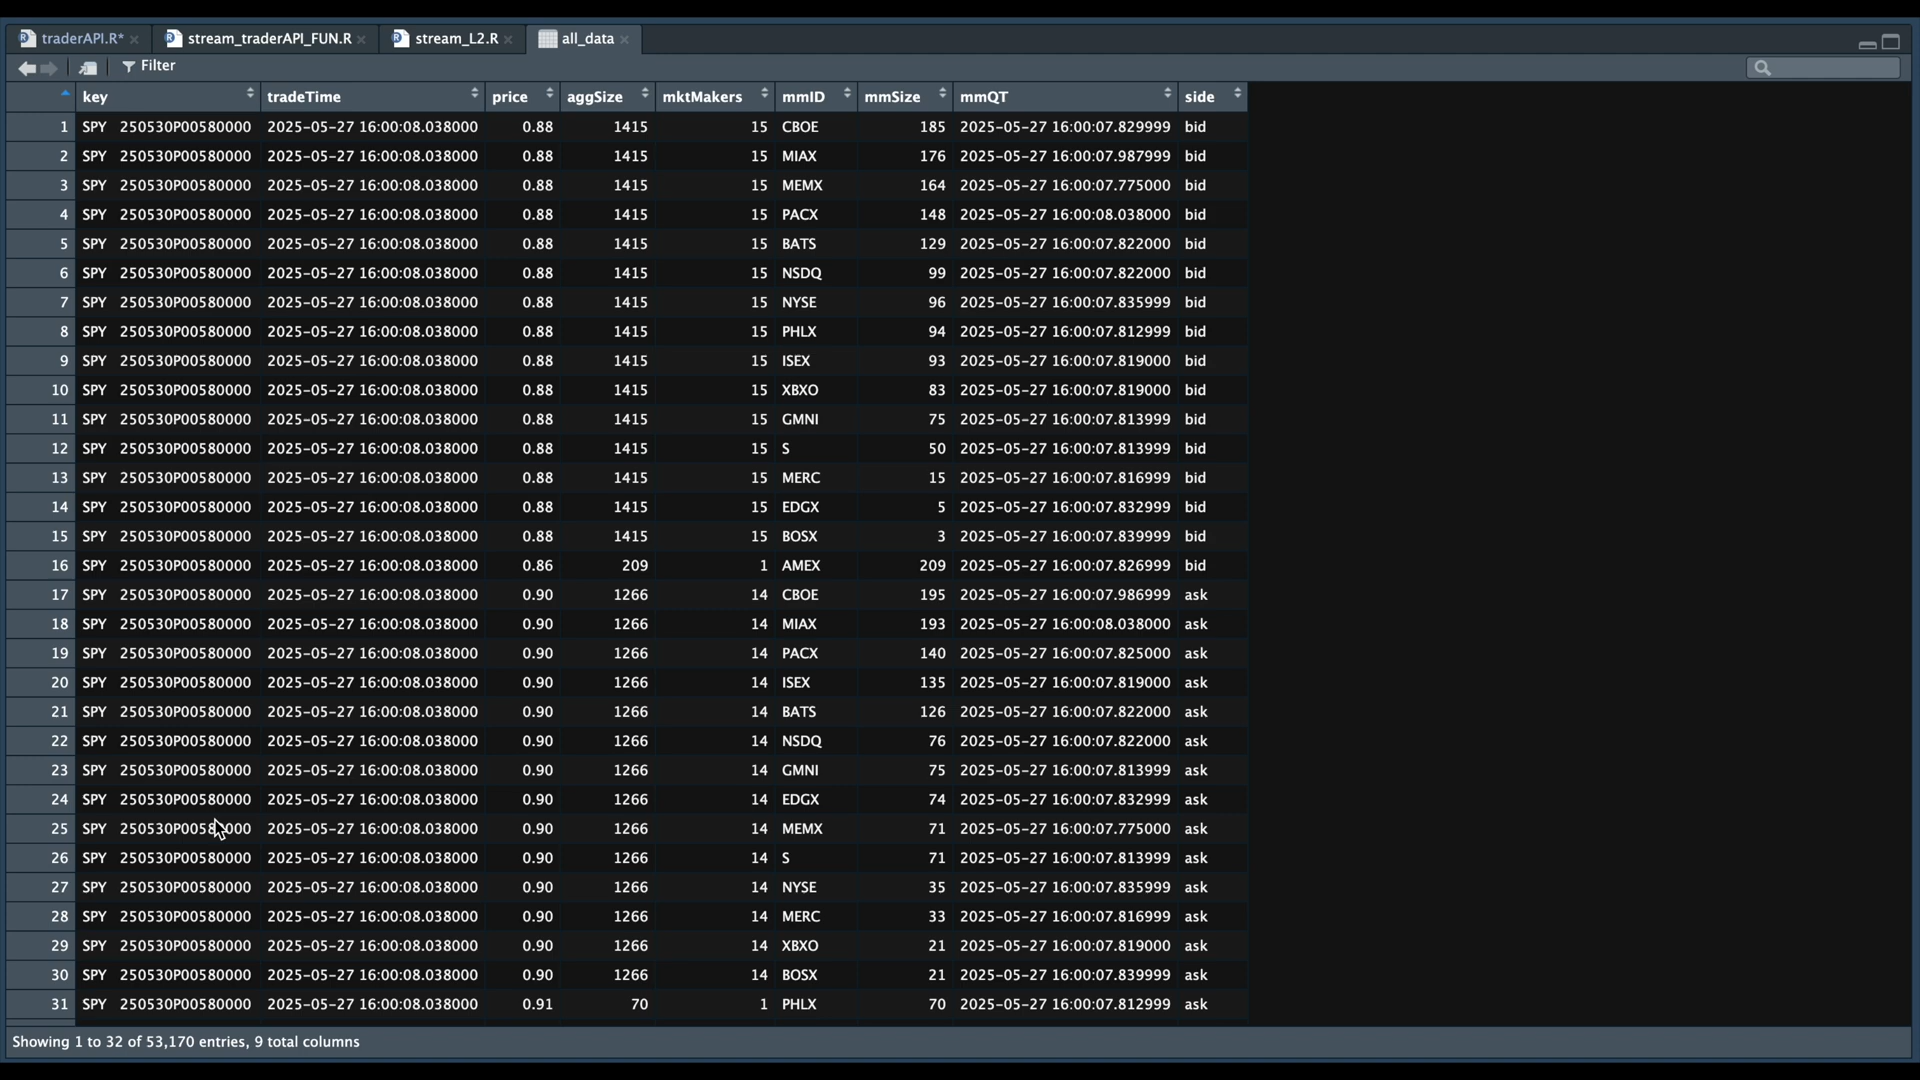 traderAPI.R* × stream_traderAPI_FUN.R × stream_L2.R × all_data ×
Filter
key tradeTime price aggSize mktMakers mmID mmSize mmQT side
1 SPY 250530P00580000 2025-05-27 16:00:08.038000 0.88 1415 15 CBOE 185 2025-05-27 16:00:07.829999 bid
2 SPY 250530P00580000 2025-05-27 16:00:08.038000 0.88 1415 15 MIAX 176 2025-05-27 16:00:07.987999 bid
3 SPY 250530P00580000 2025-05-27 16:00:08.038000 0.88 1415 15 MEMX 164 2025-05-27 16:00:07.775000 bid
4 SPY 250530P00580000 2025-05-27 16:00:08.038000 0.88 1415 15 PACX 148 2025-05-27 16:00:08.038000 bid
5 SPY 250530P00580000 2025-05-27 16:00:08.038000 0.88 1415 15 BATS 129 2025-05-27 16:00:07.822000 bid
6 SPY 250530P00580000 2025-05-27 16:00:08.038000 0.88 1415 15 NSDQ 99 2025-05-27 16:00:07.822000 bid
7 SPY 250530P00580000 2025-05-27 16:00:08.038000 0.88 1415 15 NYSE 96 2025-05-27 16:00:07.835999 bid
8 SPY 250530P00580000 2025-05-27 16:00:08.038000 0.88 1415 15 PHLX 94 2025-05-27 16:00:07.812999 bid
9 SPY 250530P00580000 2025-05-27 16:00:08.038000 0.88 1415 15 ISEX 93 2025-05-27 16:00:07.819000 bid
10 SPY 250530P00580000 2025-05-27 16:00:08.038000 0.88 1415 15 XBXO 83 2025-05-27 16:00:07.819000 bid
11 SPY 250530P00580000 2025-05-27 16:00:08.038000 0.88 1415 15 GMNI 75 2025-05-27 16:00:07.813999 bid
12 SPY 250530P00580000 2025-05-27 16:00:08.038000 0.88 1415 15 S 50 2025-05-27 16:00:07.813999 bid
13 SPY 250530P00580000 2025-05-27 16:00:08.038000 0.88 1415 15 MERC 15 2025-05-27 16:00:07.816999 bid
14 SPY 250530P00580000 2025-05-27 16:00:08.038000 0.88 1415 15 EDGX 5 2025-05-27 16:00:07.832999 bid
15 SPY 250530P00580000 2025-05-27 16:00:08.038000 0.88 1415 15 BOSX 3 2025-05-27 16:00:07.839999 bid
16 SPY 250530P00580000 2025-05-27 16:00:08.038000 0.86 209 1 AMEX 209 2025-05-27 16:00:07.826999 bid
17 SPY 250530P00580000 2025-05-27 16:00:08.038000 0.90 1266 14 CBOE 195 2025-05-27 16:00:07.986999 ask
18 SPY 250530P00580000 2025-05-27 16:00:08.038000 0.90 1266 14 MIAX 193 2025-05-27 16:00:08.038000 ask
19 SPY 250530P00580000 2025-05-27 16:00:08.038000 0.90 1266 14 PACX 140 2025-05-27 16:00:07.825000 ask
20 SPY 250530P00580000 2025-05-27 16:00:08.038000 0.90 1266 14 ISEX 135 2025-05-27 16:00:07.819000 ask
21 SPY 250530P00580000 2025-05-27 16:00:08.038000 0.90 1266 14 BATS 126 2025-05-27 16:00:07.822000 ask
22 SPY 250530P00580000 2025-05-27 16:00:08.038000 0.90 1266 14 NSDQ 76 2025-05-27 16:00:07.822000 ask
23 SPY 250530P00580000 2025-05-27 16:00:08.038000 0.90 1266 14 GMNI 75 2025-05-27 16:00:07.813999 ask
24 SPY 250530P00580000 2025-05-27 16:00:08.038000 0.90 1266 14 EDGX 74 2025-05-27 16:00:07.832999 ask
25 SPY 250530P00580000 2025-05-27 16:00:08.038000 0.90 1266 14 MEMX 71 2025-05-27 16:00:07.775000 ask
26 SPY 250530P00580000 2025-05-27 16:00:08.038000 0.90 1266 14 S 71 2025-05-27 16:00:07.813999 ask
27 SPY 250530P00580000 2025-05-27 16:00:08.038000 0.90 1266 14 NYSE 35 2025-05-27 16:00:07.835999 ask
28 SPY 250530P00580000 2025-05-27 16:00:08.038000 0.90 1266 14 MERC 33 2025-05-27 16:00:07.816999 ask
29 SPY 250530P00580000 2025-05-27 16:00:08.038000 0.90 1266 14 XBXO 21 2025-05-27 16:00:07.819000 ask
30 SPY 250530P00580000 2025-05-27 16:00:08.038000 0.90 1266 14 BOSX 21 2025-05-27 16:00:07.839999 ask
31 SPY 250530P00580000 2025-05-27 16:00:08.038000 0.91 70 1 PHLX 70 2025-05-27 16:00:07.812999 ask
Showing 1 to 32 of 53,170 entries, 9 total columns